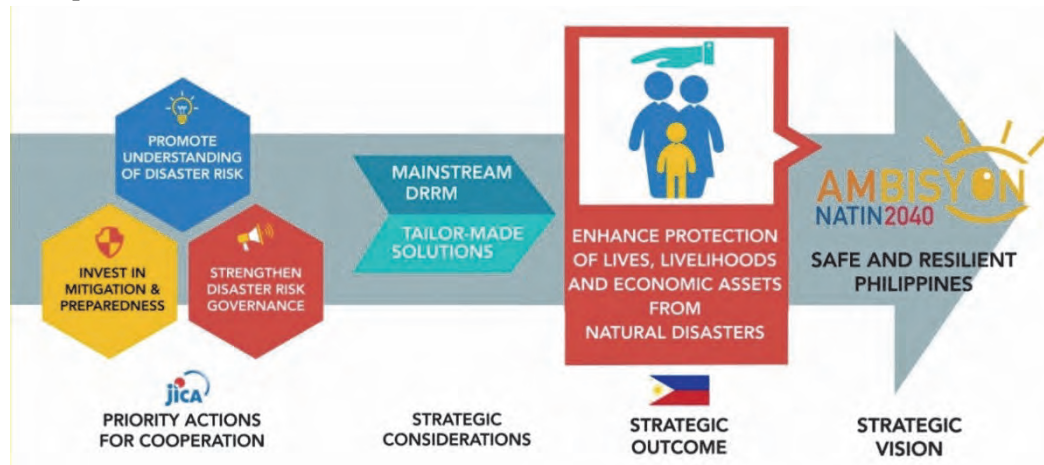 PROMOTE
UNDERSTANDING
OF DISASTER RISK
INVEST IN
MITIGATION &
PREPAREDNESS
STRENGTHEN
DISASTER RISK
GOVERNANCE
jica
PRIORITY ACTIONS
FOR COOPERATION
MAINSTREAM
DRRM
TAILOR-MADE
SOLUTIONS
STRATEGIC
CONSIDERATIONS
ENHANCE PROTECTION
OF LIVES, LIVELIHOODS
AND ECONOMIC ASSETS
FROM
NATURAL DISASTERS
STRATEGIC
OUTCOME
AMBISYON
NATIN2040
SAFE AND RESILIENT
PHILIPPINES
STRATEGIC
VISION